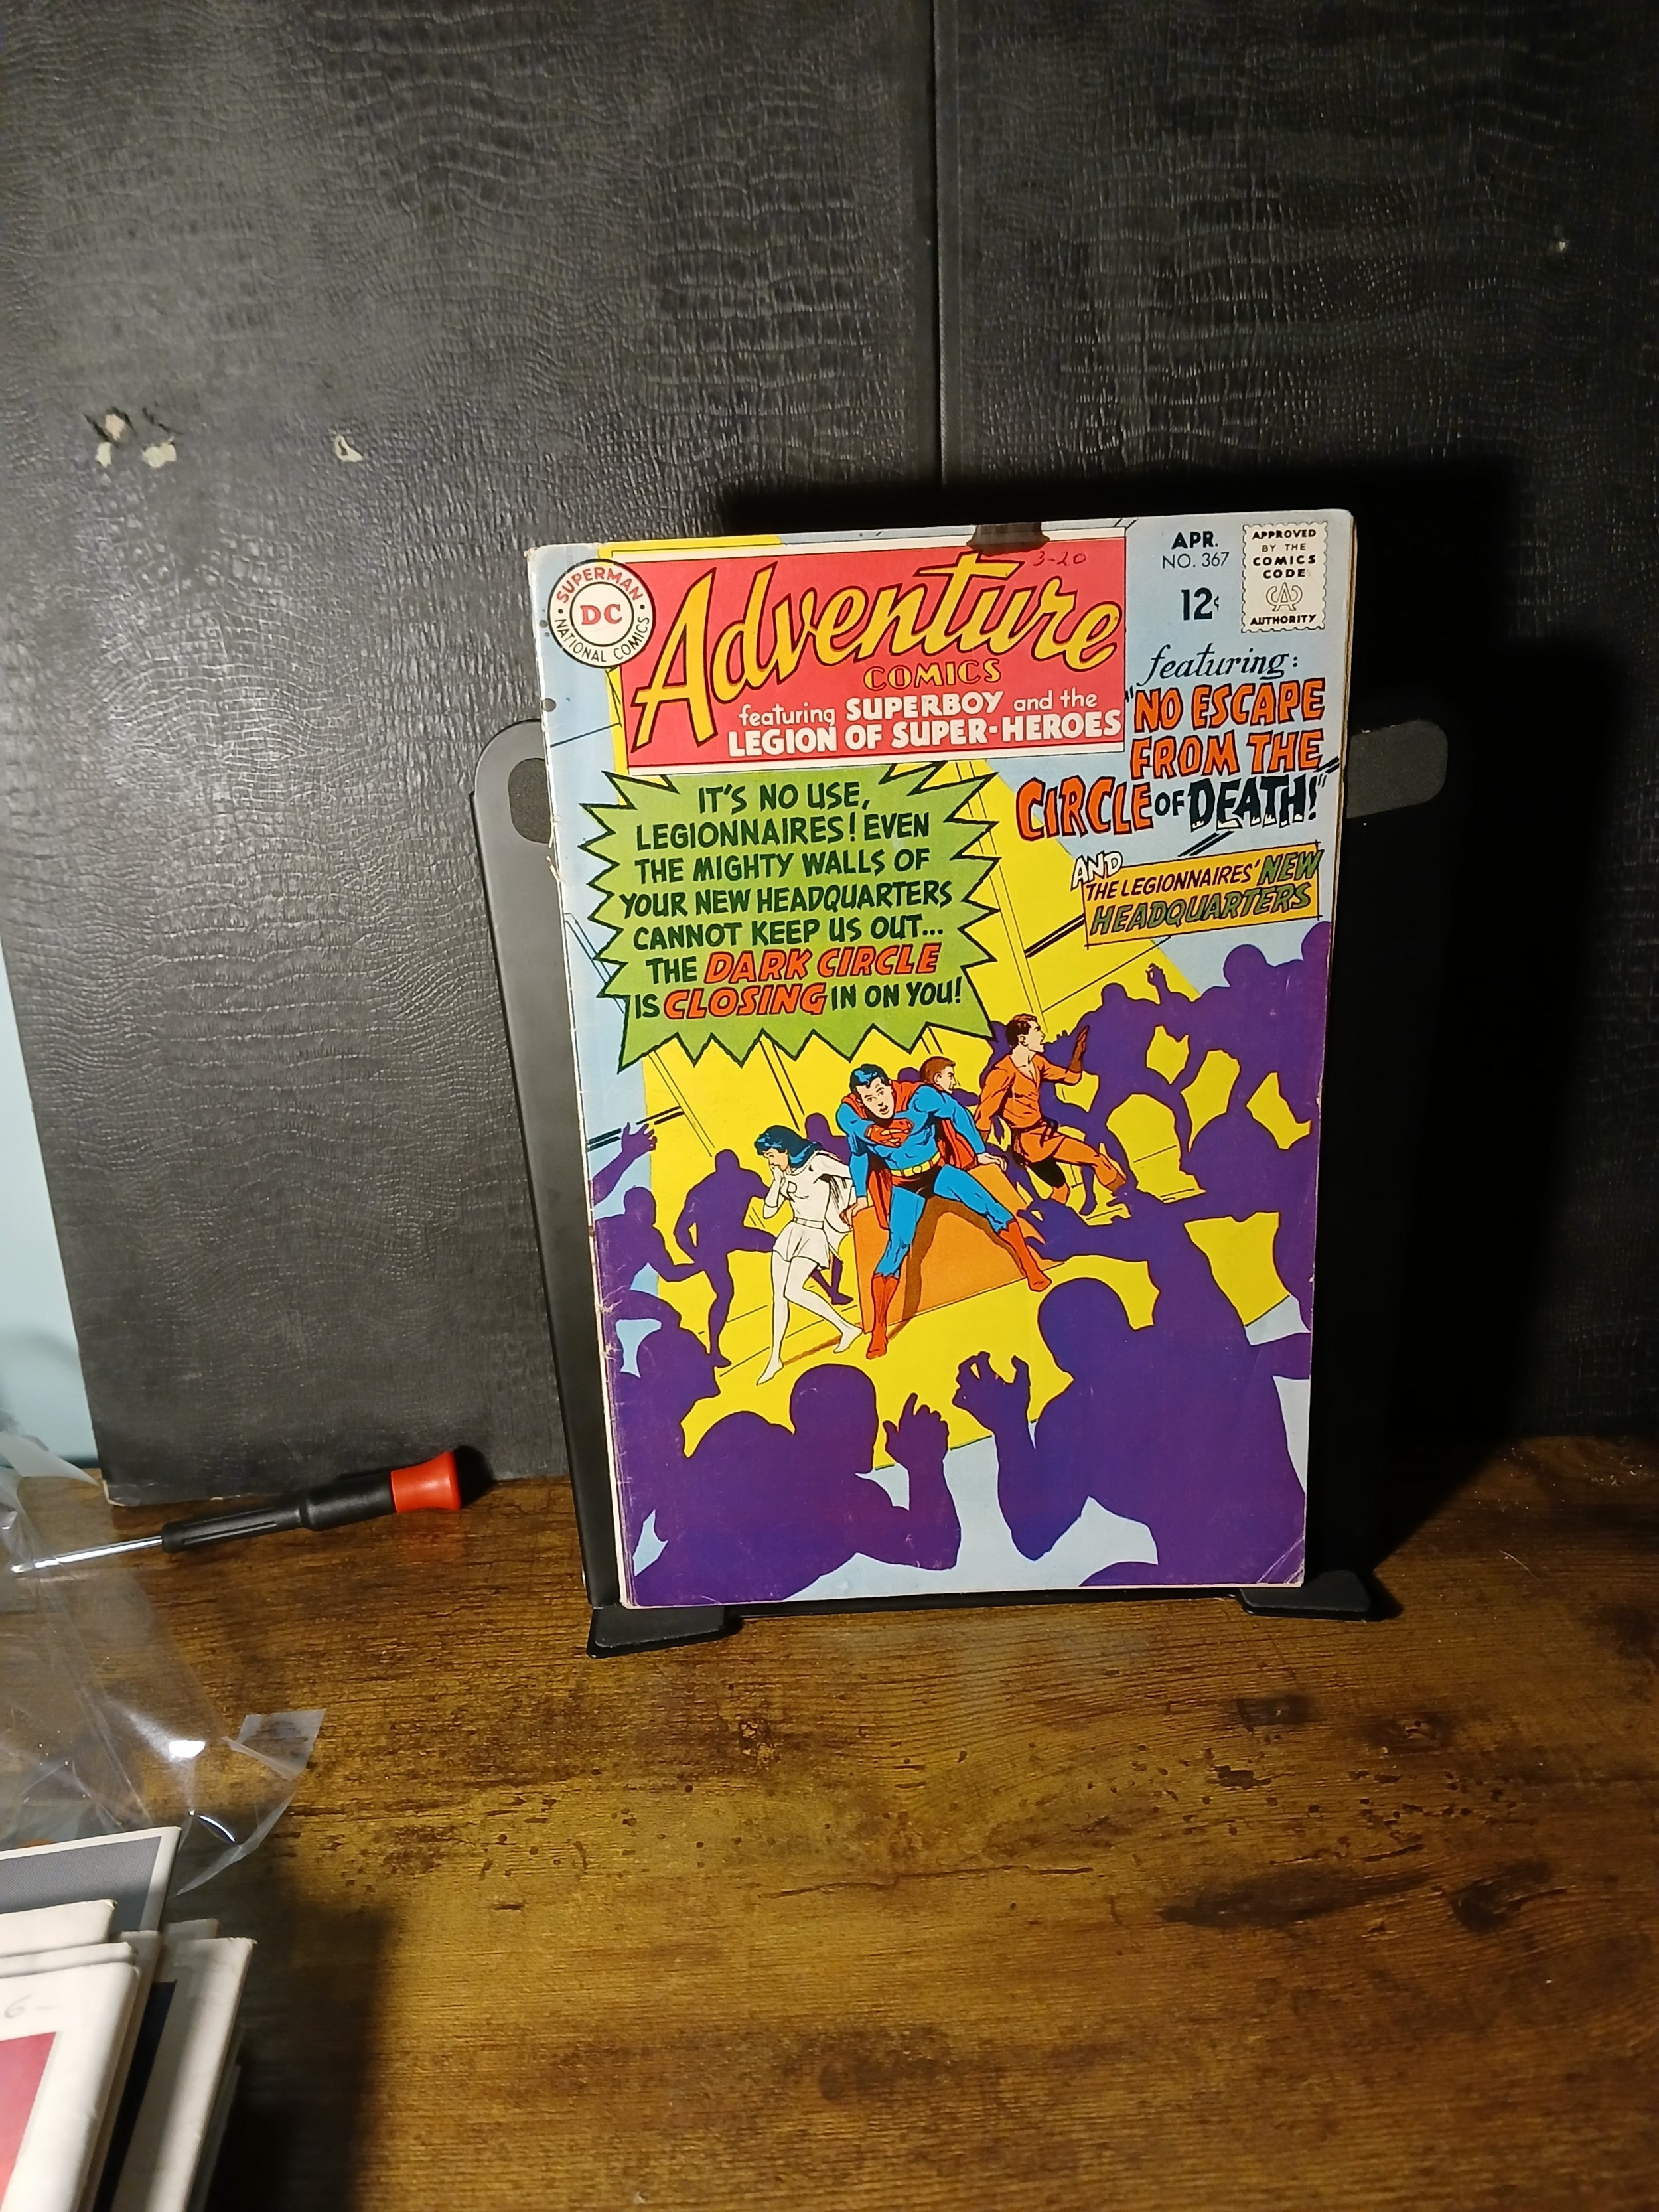 SUPERMAN
DC
NATIONAL COMICS
3-20
Adventure
COMICS
featuring SUPERBOY and the
LEGION OF SUPER-HEROES
APR.
NO. 367
12¢
APPROVED
BY THE
COMICS
CODE
CA
AUTHORITY
featuring:
"NO ESCAPE
FROM THE
CIRCLE OF DEATH!"
AND
THE LEGIONNAIRES' NEW
HEADQUARTERS
IT'S NO USE,
LEGIONNAIRES! EVEN
THE MIGHTY WALLS OF
YOUR NEW HEADQUARTERS
CANNOT KEEP US OUT...
THE DARK CIRCLE
IS CLOSING IN ON YOU!
6-